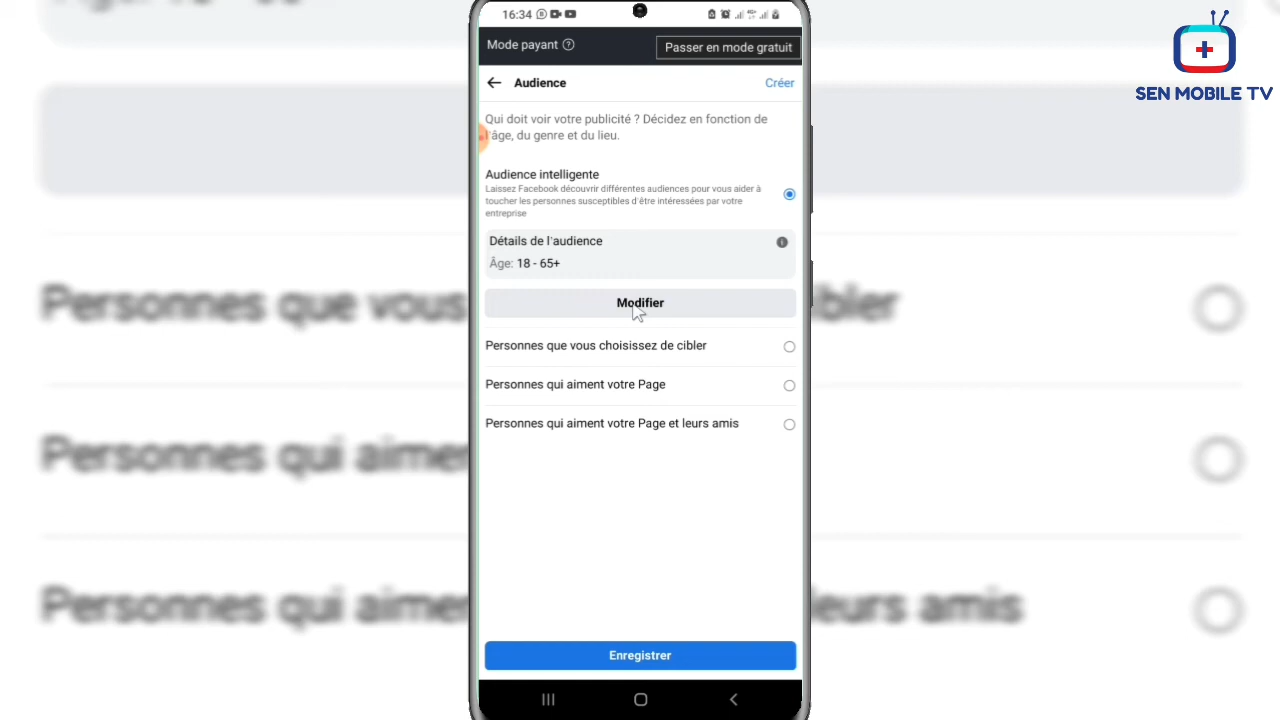 16:34
Mode payant
Passer en mode gratuit
Audience
Créer
Qui doit voir votre publicité ? Décidez en fonction de
l'âge, du genre et du lieu.
Audience intelligente
Laissez Facebook découvrir différentes audiences pour vous aider à
toucher les personnes susceptibles d'être intéressées par votre
entreprise
Détails de l'audience
Âge: 18 - 65+
Modifier
Personnes que vous choisissez de cibler
Personnes qui aiment votre Page
Personnes qui aiment votre Page et leurs amis
Enregistrer
SEN MOBILE TV
Personnes que vous
cibler
Personnes qui aiment
Personnes qui aiment
leurs amis